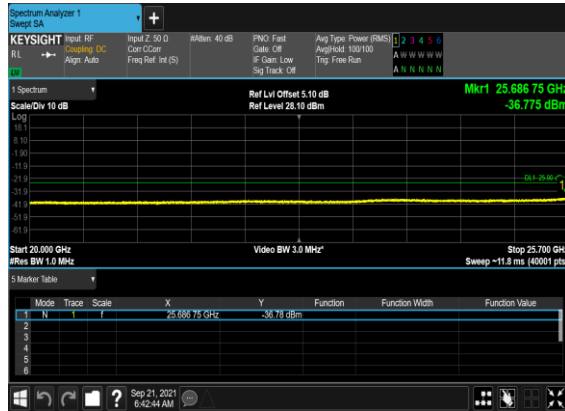 Spectrum Analyzer 1
Swept SA
+
KEYSIGHT Input: RF Input Z: 50 Ω #Atten: 40 dB PNO: Fast Avg Type: Power (RMS) 1 2 3 4 5 6
RL Coupling: DC Corr CCorr Gate: Off Avg|Hold: 100/100 A W W W W W
Align: Auto Freq Ref: Int (S) IF Gain: Low Trig: Free Run A N N N N N
Sig Track: Off
LW
1 Spectrum Ref Lvl Offset 5.10 dB Mkr1 25.686 75 GHz
Scale/Div 10 dB Ref Level 28.10 dBm -36.775 dBm
Log
18.1
8.10
-1.90
-11.9
-21.9
DL1 -25.00
1
-31.9
-41.9
-51.9
-61.9
Start 20.000 GHz Video BW 3.0 MHz* Stop 25.700 GHz
#Res BW 1.0 MHz Sweep ~11.8 ms (40001 pts)
5 Marker Table
Mode Trace Scale X Y Function Function Width Function Value
1 N 1 f 25.686 75 GHz -36.78 dBm
2
3
4
5
6
? Sep 21, 2021
6:42:44 AM